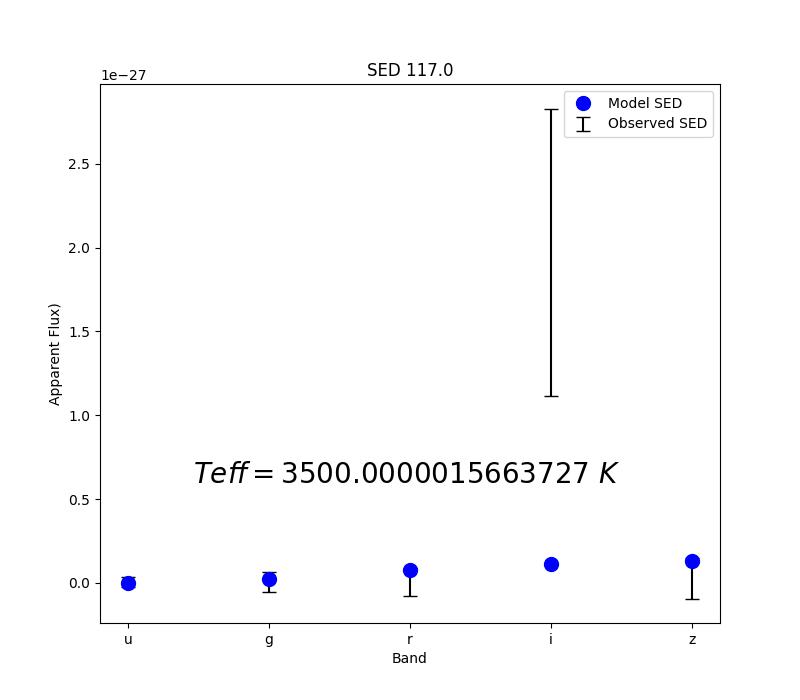 SED 117.0
1e−27
Model SED
Observed SED
2.5
2.0
1.5
1.0
0.5
0.0
Apparent Flux)
Teff = 3500.0000015663727 K
u g r i z
Band